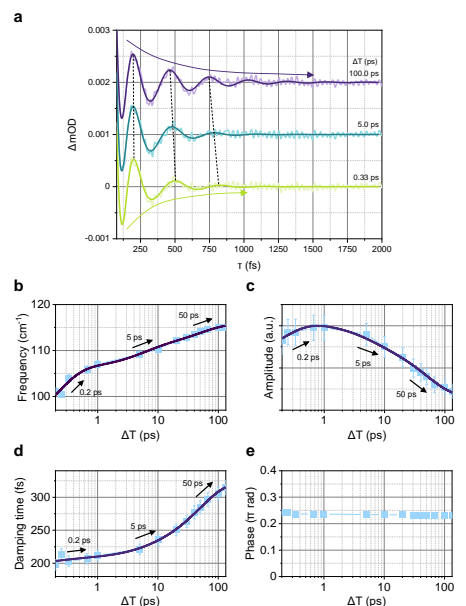 a
ΔT (ps)
100.0 ps
5.0 ps
0.33 ps
ΔmOD
0.003
0.002
0.001
0
-0.001
250 500 750 1000 1250 1500 1750 2000
τ (fs)
b
Frequency (cm⁻¹)
120
115
110
105
100
0.2 ps
5 ps
50 ps
1 10 100
ΔT (ps)
c
Amplitude (a.u.)
0.2 ps
5 ps
50 ps
1 10 100
ΔT (ps)
d
Damping time (fs)
300
250
200
0.2 ps
5 ps
50 ps
1 10 100
ΔT (ps)
e
Phase (π rad)
0.4
0.3
0.2
0.1
0
1 10 100
ΔT (ps)